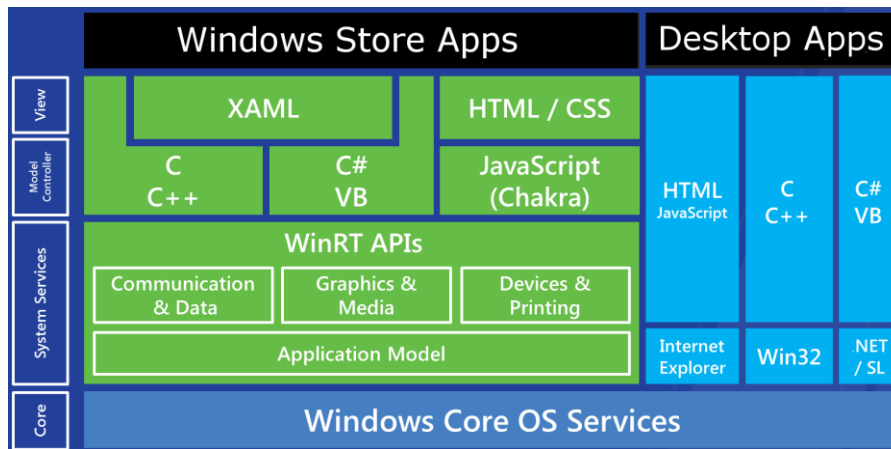 Windows Store Apps
Desktop Apps
View
XAML
HTML / CSS
Model
Controller
C
C++
C#
VB
JavaScript
(Chakra)
HTML
JavaScript
C
C++
C#
VB
System Services
WinRT APIs
Communication
& Data
Graphics &
Media
Devices &
Printing
Application Model
Internet
Explorer
Win32
.NET
/ SL
Core
Windows Core OS Services